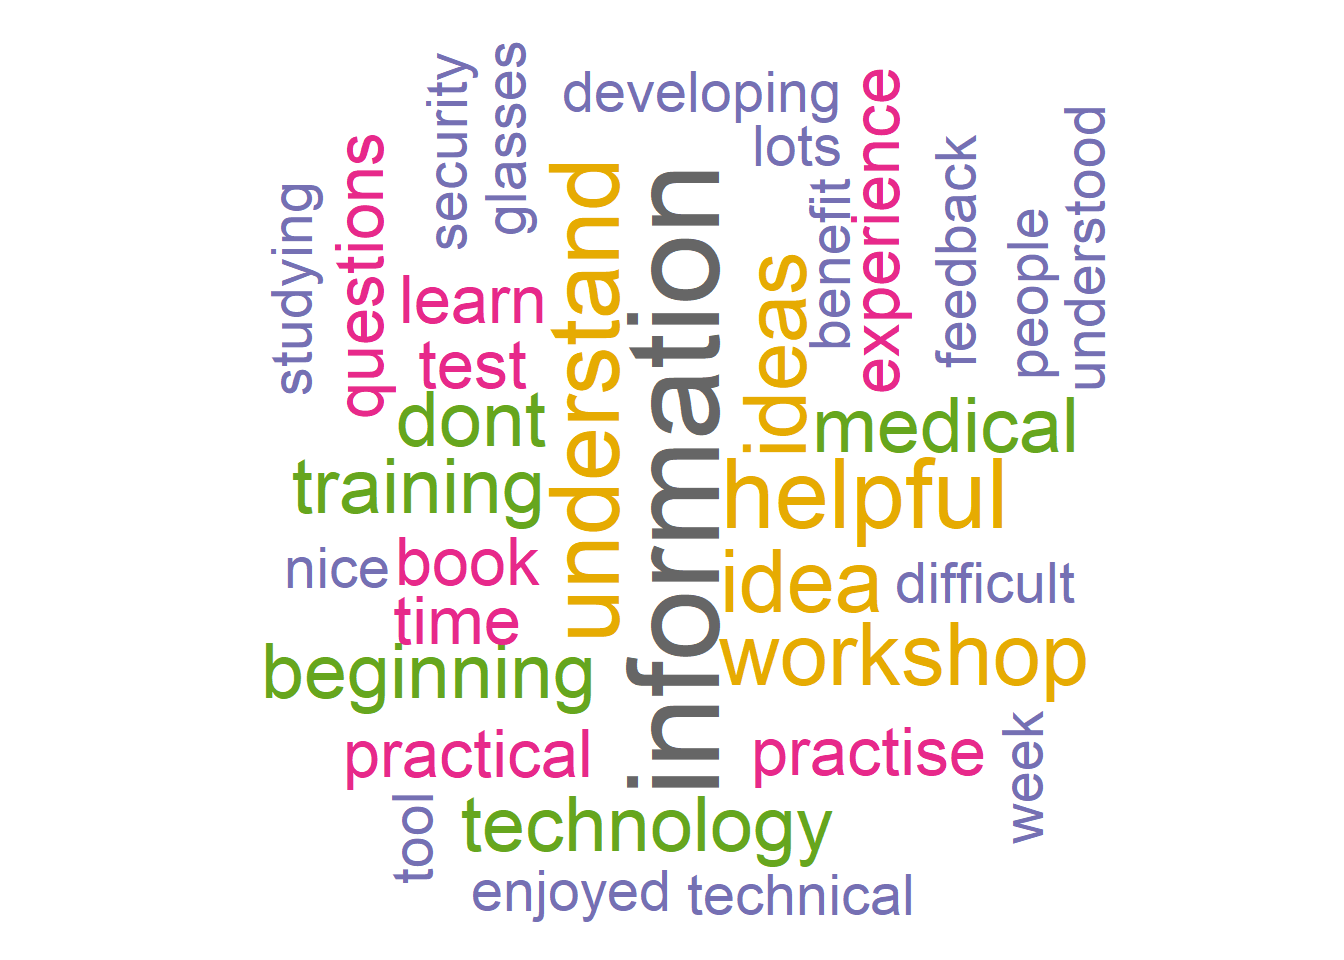 developing
security
glasses
lots
experience
understood
questions
studying
benefit
feedback
people
understand
information
ideas
learn
test
dont
medical
training
helpful
nice
book
idea
difficult
time
beginning
workshop
practical
practise
week
tool
technology
enjoyed
technical